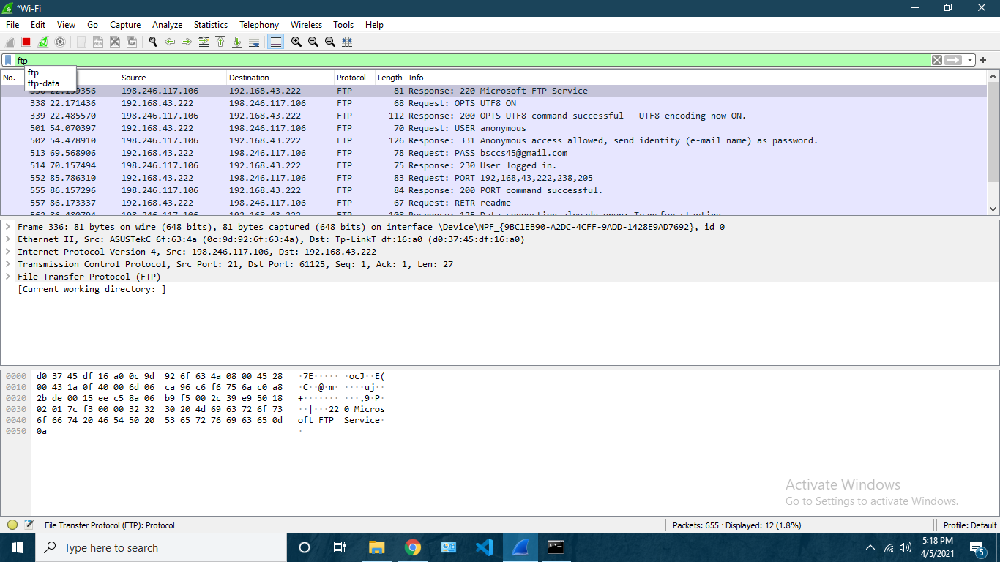 *Wi-Fi
File Edit View Go Capture Analyze Statistics Telephony Wireless Tools Help
ftp
ftp
ftp-data
No. Source Destination Protocol Length Info
198.246.117.106 192.168.43.222 FTP 81 Response: 220 Microsoft FTP Service
338 22.171436 192.168.43.222 198.246.117.106 FTP 68 Request: OPTS UTF8 ON
339 22.485570 198.246.117.106 192.168.43.222 FTP 112 Response: 200 OPTS UTF8 command successful - UTF8 encoding now ON.
501 54.070397 192.168.43.222 198.246.117.106 FTP 70 Request: USER anonymous
502 54.478910 198.246.117.106 192.168.43.222 FTP 126 Response: 331 Anonymous access allowed, send identity (e-mail name) as password.
513 69.568906 192.168.43.222 198.246.117.106 FTP 78 Request: PASS bsccs45@gmail.com
514 70.157494 198.246.117.106 192.168.43.222 FTP 75 Response: 230 User logged in.
552 85.786310 192.168.43.222 198.246.117.106 FTP 83 Request: PORT 192,168,43,222,238,205
555 86.157296 198.246.117.106 192.168.43.222 FTP 84 Response: 200 PORT command successful.
557 86.173337 192.168.43.222 198.246.117.106 FTP 67 Request: RETR readme
Frame 336: 81 bytes on wire (648 bits), 81 bytes captured (648 bits) on interface \Device\NPF_{9BC1EB90-A2DC-4CFF-9ADD-1428E9AD7692}, id 0
Ethernet II, Src: ASUSTekC_6f:63:4a (0c:9d:92:6f:63:4a), Dst: Tp-LinkT_df:16:a0 (d0:37:45:df:16:a0)
Internet Protocol Version 4, Src: 198.246.117.106, Dst: 192.168.43.222
Transmission Control Protocol, Src Port: 21, Dst Port: 61125, Seq: 1, Ack: 1, Len: 27
File Transfer Protocol (FTP)
[Current working directory: ]
0000 d0 37 45 df 16 a0 0c 9d 92 6f 63 4a 08 00 45 28 ·7E····· ·ocJ··E(
0010 00 43 1a 0f 40 00 6d 06 ca 96 c6 f6 75 6a c0 a8 ·C··@·m· ····uj··
0020 2b de 00 15 ee c5 8a 06 b9 f5 00 2c 39 e9 50 18 +······· ···,9·P·
0030 02 01 7c f3 00 00 32 32 30 20 4d 69 63 72 6f 73 ··|···22 0 Micros
0040 6f 66 74 20 46 54 50 20 53 65 72 76 69 63 65 0d oft FTP Service·
0050 0a ·
Activate Windows
Go to Settings to activate Windows.
File Transfer Protocol (FTP): Protocol Packets: 655 · Displayed: 12 (1.8%) Profile: Default
Type here to search
5:18 PM
4/5/2021
5